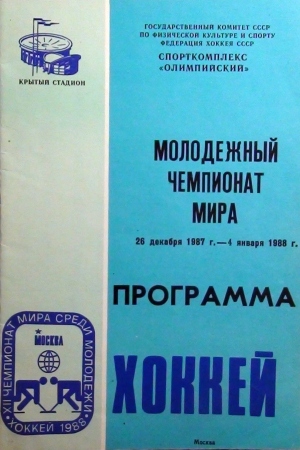 ГОСУДАРСТВЕННЫЙ КОМИТЕТ СССР
ПО ФИЗИЧЕСКОЙ КУЛЬТУРЕ И СПОРТУ
ФЕДЕРАЦИЯ ХОККЕЯ СССР
СПОРТКОМПЛЕКС
«ОЛИМПИЙСКИЙ»
КРЫТЫЙ СТАДИОН
МОЛОДЕЖНЫЙ
ЧЕМПИОНАТ
МИРА
26 декабря 1987 г.—4 января 1988 г.
ПРОГРАММА
ХОККЕЙ
XII ЧЕМПИОНАТ МИРА СРЕДИ МОЛОДЕЖИ
МОСКВА
ХОККЕЙ 1988
Москва